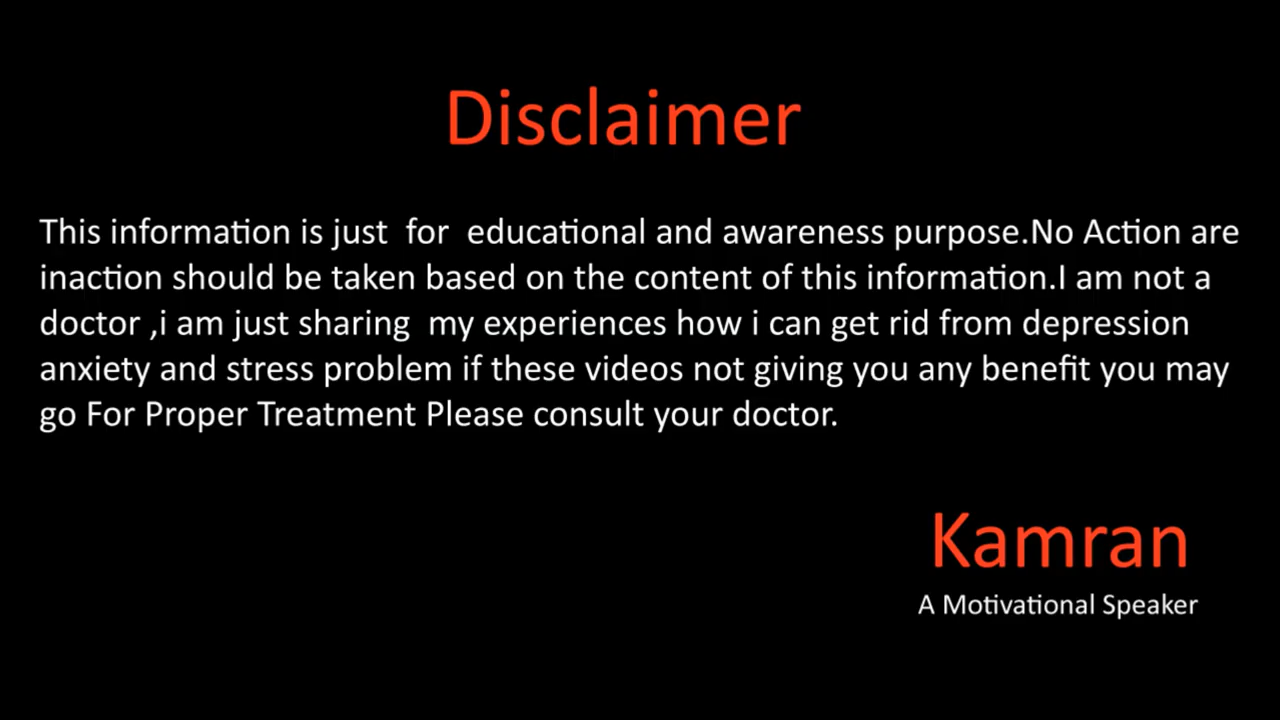 Disclaimer
This information is just  for  educational and awareness purpose.No Action are
inaction should be taken based on the content of this information.I am not a
doctor ,i am just sharing  my experiences how i can get rid from depression
anxiety and stress problem if these videos not giving you any benefit you may
go For Proper Treatment Please consult your doctor.
Kamran
A Motivational Speaker